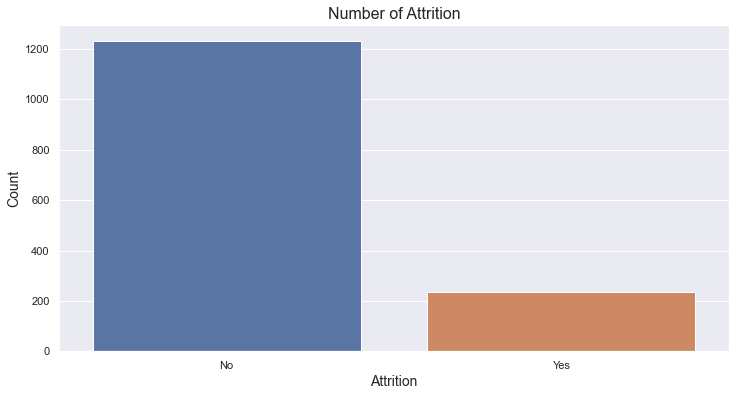 Number of Attrition
1200
1000
800
600
400
200
0
Count
No
Yes
Attrition